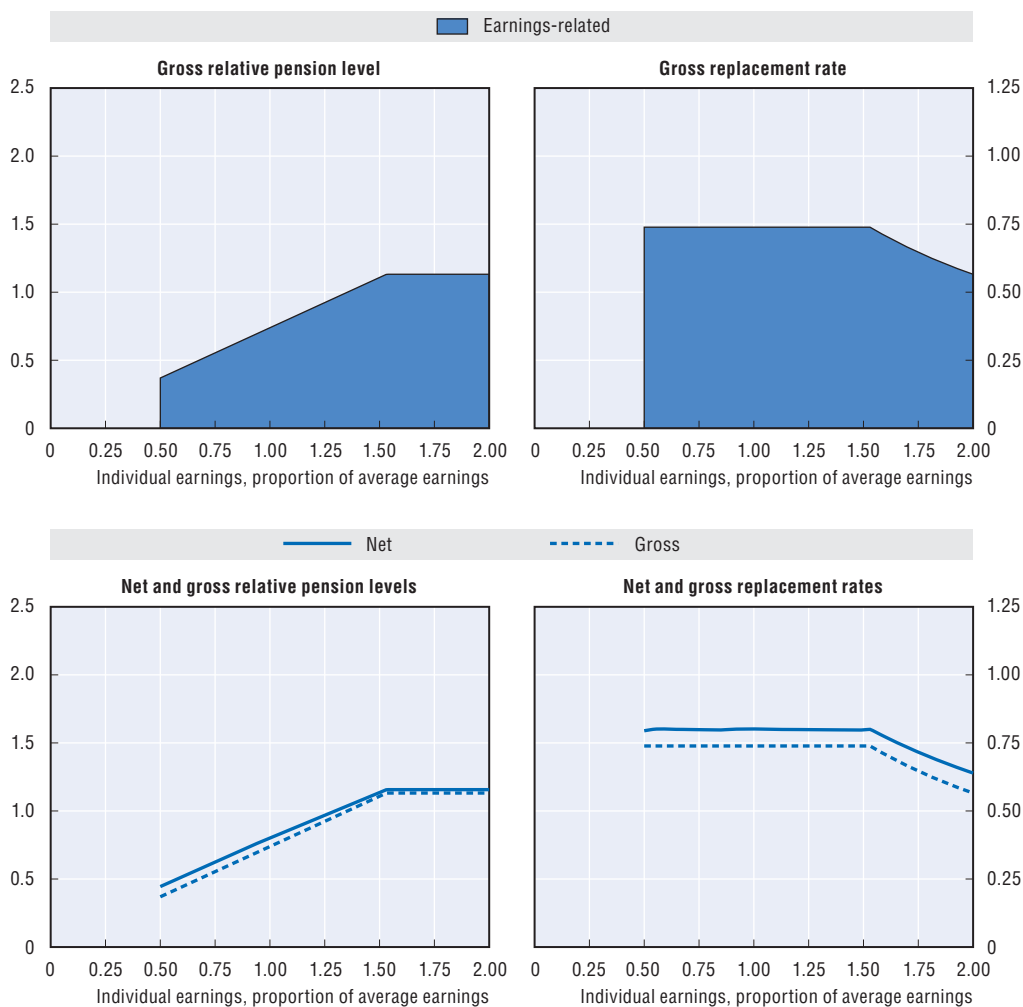 Earnings-related
Gross relative pension level
Gross replacement rate
2.5
2.0
1.5
1.0
0.5
0
1.25
1.00
0.75
0.50
0.25
0
0 0.25 0.50 0.75 1.00 1.25 1.50 1.75 2.00
0 0.25 0.50 0.75 1.00 1.25 1.50 1.75 2.00
Individual earnings, proportion of average earnings
Individual earnings, proportion of average earnings
Net
Gross
Net and gross relative pension levels
Net and gross replacement rates
2.5
2.0
1.5
1.0
0.5
0
1.25
1.00
0.75
0.50
0.25
0
0 0.25 0.50 0.75 1.00 1.25 1.50 1.75 2.00
0 0.25 0.50 0.75 1.00 1.25 1.50 1.75 2.00
Individual earnings, proportion of average earnings
Individual earnings, proportion of average earnings